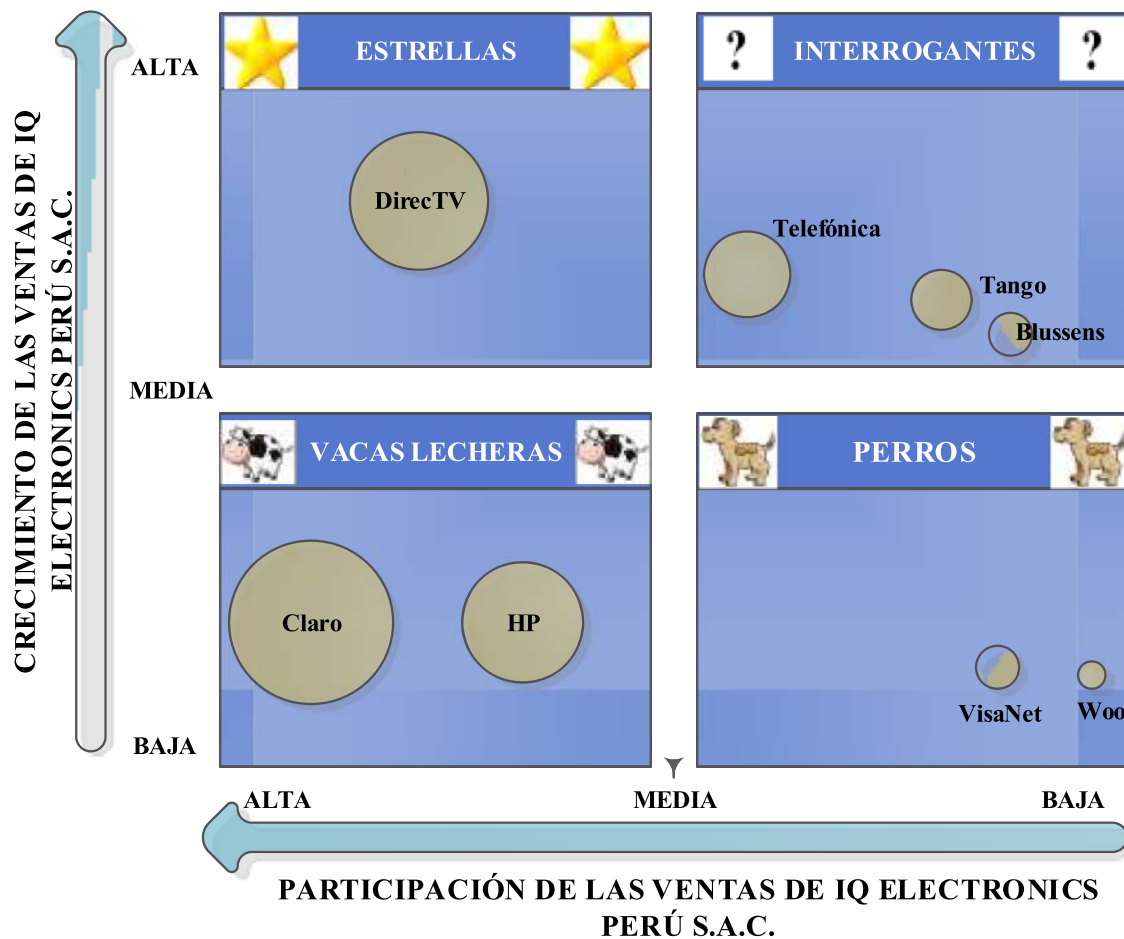 CRECIMIENTO DE LAS VENTAS DE IQ
ELECTRONICS PERÚ S.A.C.
ALTA
MEDIA
BAJA
ESTRELLAS
DirecTV
? INTERROGANTES ?
Telefónica
Tango
Blussens
VACAS LECHERAS
Claro
HP
PERROS
VisaNet
Woo
ALTA
MEDIA
BAJA
PARTICIPACIÓN DE LAS VENTAS DE IQ ELECTRONICS
PERÚ S.A.C.